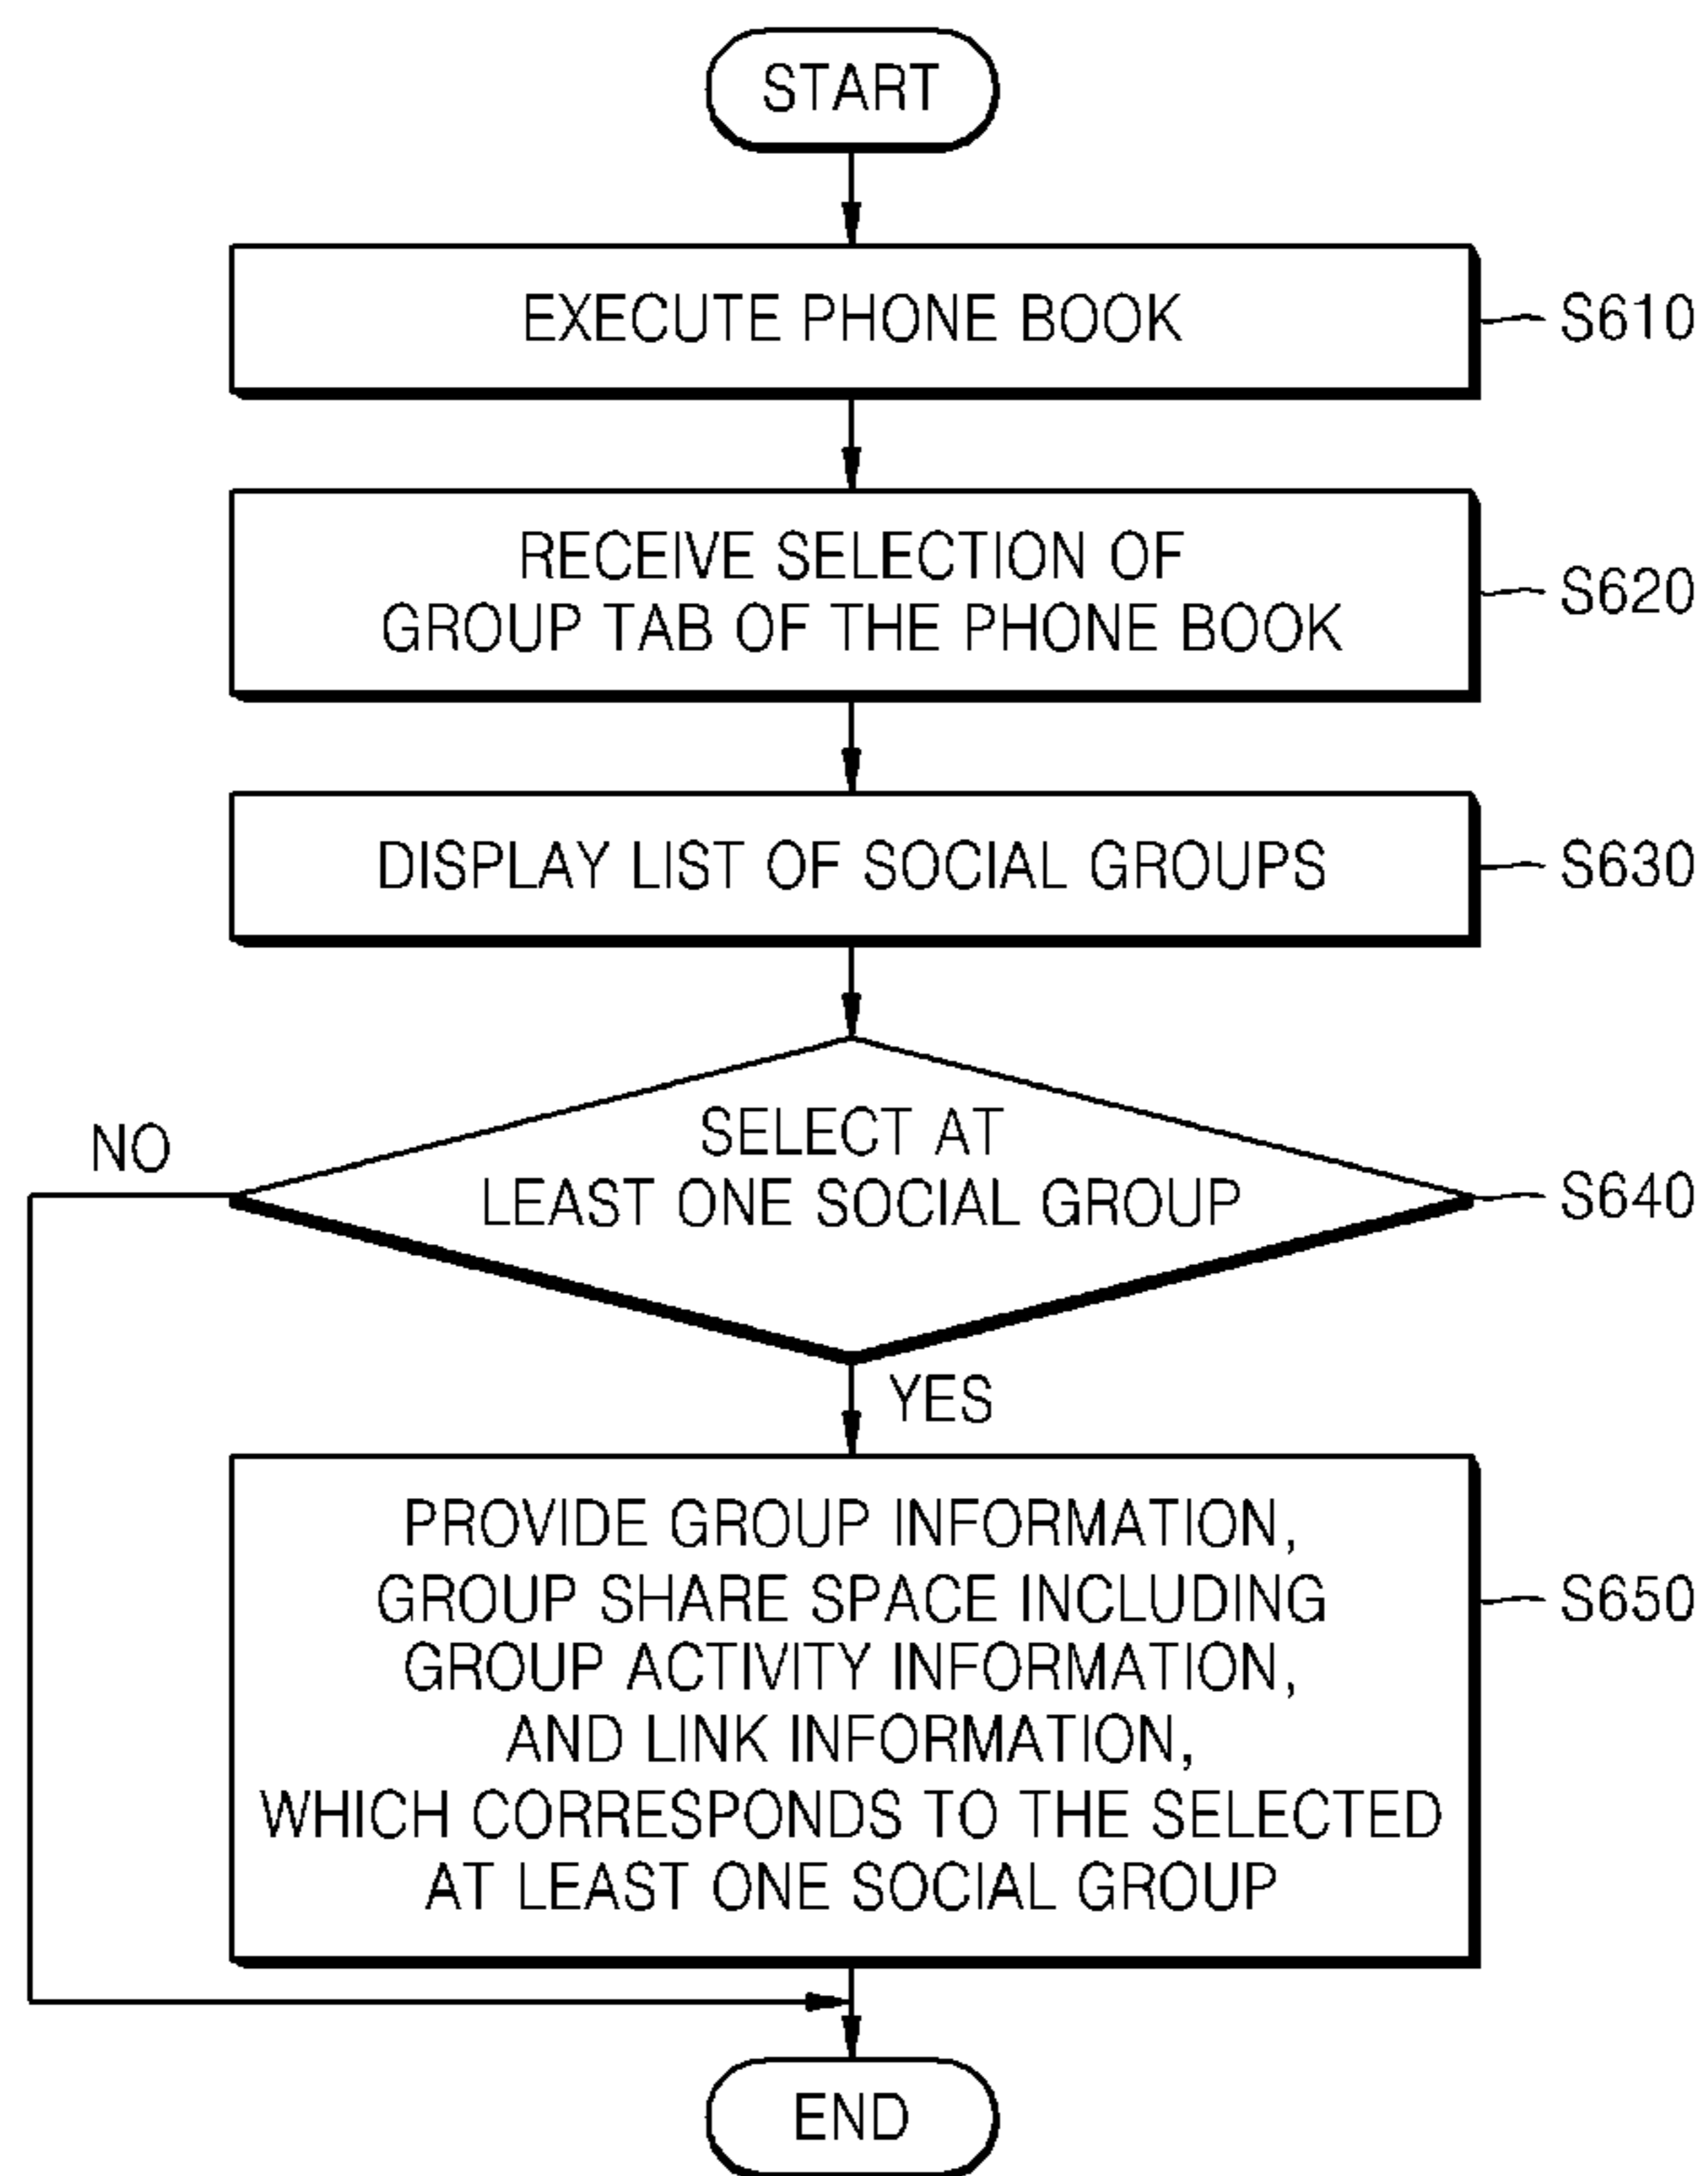 START
EXECUTE PHONE BOOK
S610
RECEIVE SELECTION OF
GROUP TAB OF THE PHONE BOOK
S620
DISPLAY LIST OF SOCIAL GROUPS
S630
SELECT AT
LEAST ONE SOCIAL GROUP
S640
NO
YES
PROVIDE GROUP INFORMATION,
GROUP SHARE SPACE INCLUDING
GROUP ACTIVITY INFORMATION,
AND LINK INFORMATION,
WHICH CORRESPONDS TO THE SELECTED
AT LEAST ONE SOCIAL GROUP
S650
END